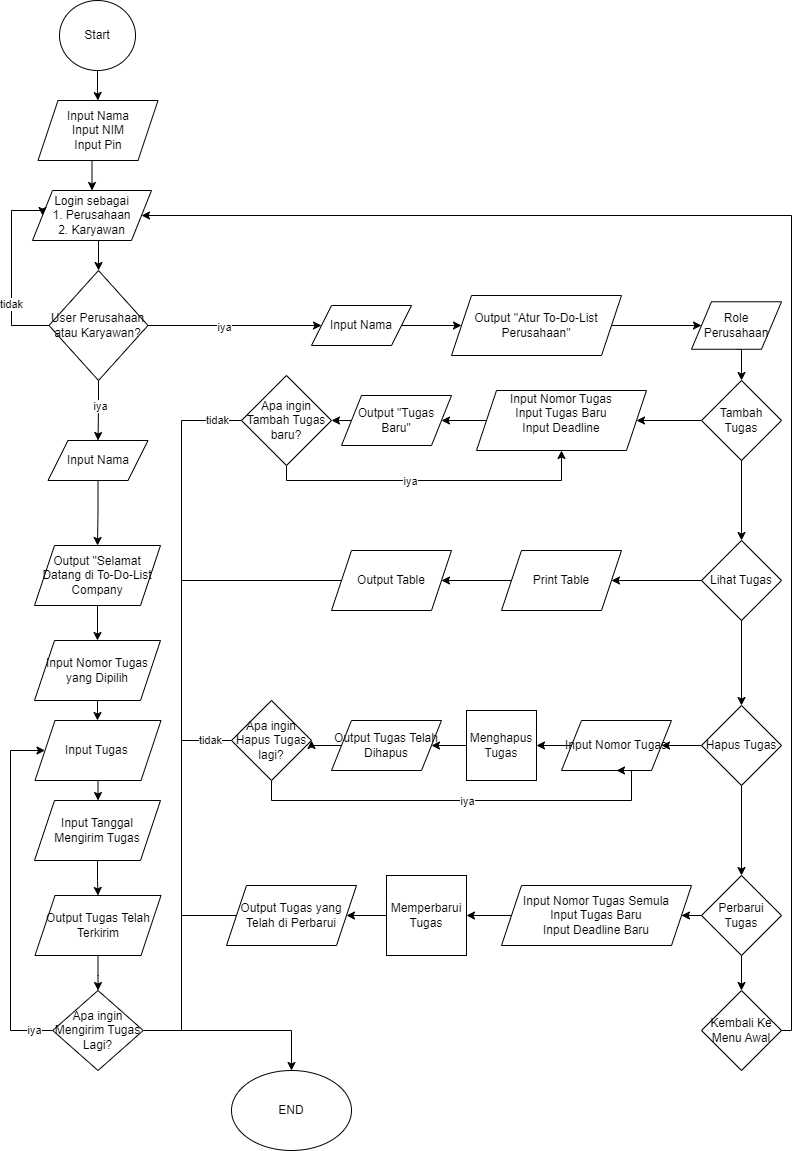 Start
Input Nama
Input NIM
Input Pin
Login sebagai
1. Perusahaan
2. Karyawan
tidak
User Perusahaan
atau Karyawan?
iya
Input Nama
Output "Atur To-Do-List
Perusahaan"
Role
Perusahaan
iya
Apa ingin
Tambah Tugas
baru?
tidak
Output "Tugas
Baru"
Input Nomor Tugas
Input Tugas Baru
Input Deadline
Tambah
Tugas
iya
Input Nama
Output "Selamat
Datang di To-Do-List
Company
Output Table
Print Table
Lihat Tugas
Input Nomor Tugas
yang Dipilih
Input Tugas
tidak
Apa ingin
Hapus Tugas
lagi?
Output Tugas Telah
Dihapus
Menghapus
Tugas
Input Nomor Tugas
Hapus Tugas
iya
Input Tanggal
Mengirim Tugas
Output Tugas Telah
Terkirim
Output Tugas yang
Telah di Perbarui
Memperbarui
Tugas
Input Nomor Tugas Semula
Input Tugas Baru
Input Deadline Baru
Perbarui
Tugas
iya
Apa ingin
Mengirim Tugas
Lagi?
Kembali Ke
Menu Awal
END